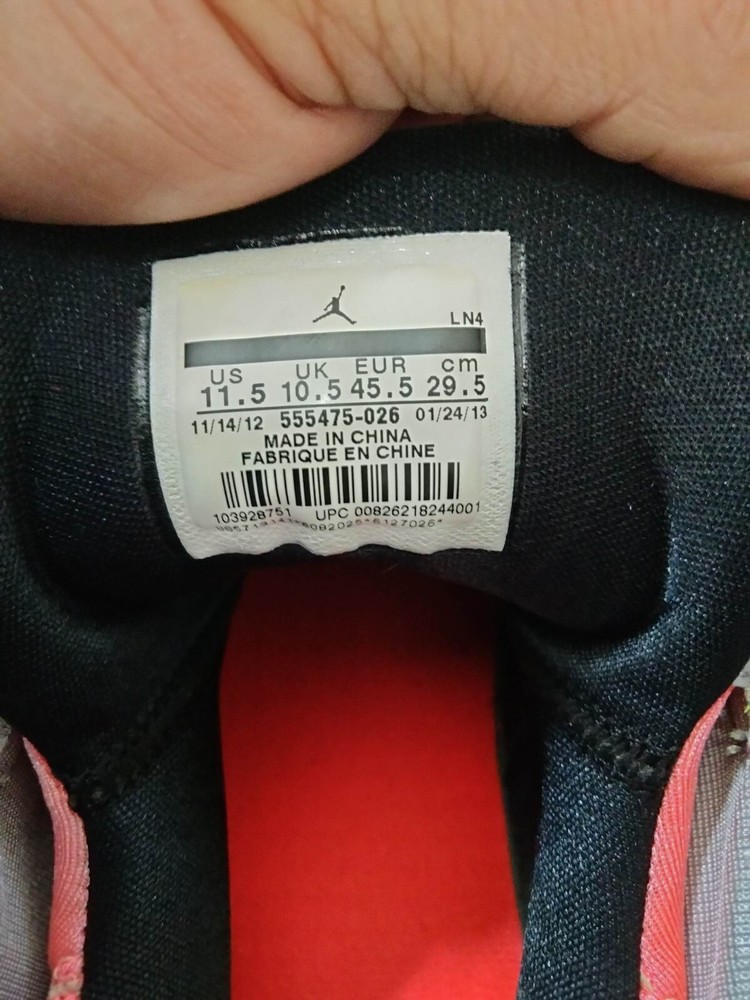 LN4
US UK EUR cm
11.5 10.5 45.5 29.5
11/14/12 555475-026 01/24/13
MADE IN CHINA
FABRIQUE EN CHINE
103928751 UPC 00826218244001